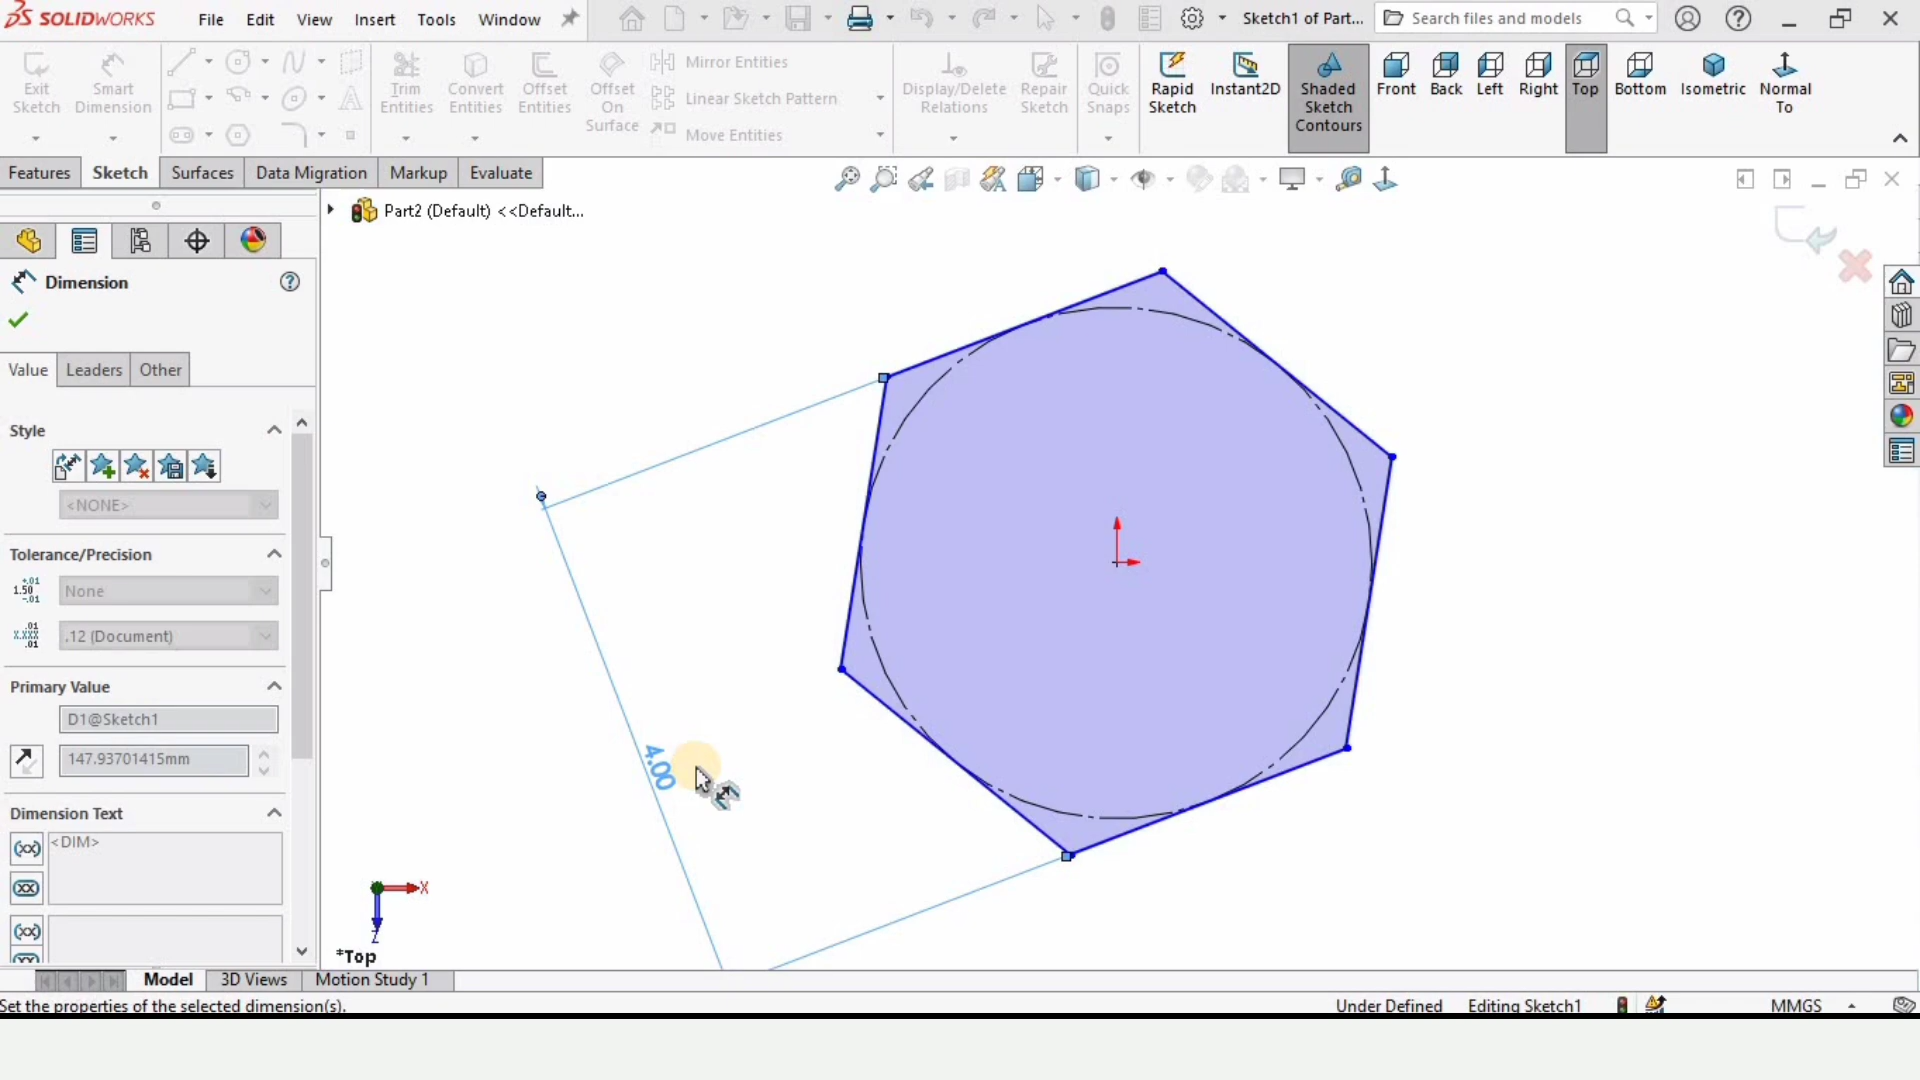 SOLIDWORKS File Edit View Insert Tools Window Sketch1 of Part... Search files and models
Exit Sketch Smart Dimension Trim Entities Convert Entities Offset Entities Offset On Surface Mirror Entities Linear Sketch Pattern Move Entities Display/Delete Relations Repair Sketch Quick Snaps Rapid Sketch Instant2D Shaded Sketch Contours Front Back Left Right Top Bottom Isometric Normal To
Features Sketch Surfaces Data Migration Markup Evaluate
Part2 (Default) <<Default...
Dimension
Value Leaders Other
Style
<NONE>
Tolerance/Precision
None
.12 (Document)
Primary Value
D1@Sketch1
147.93701415mm
Dimension Text
<DIM>
4.00
X
Z
*Top
Model 3D Views Motion Study 1
Set the properties of the selected dimension(s). Under Defined Editing Sketch1 MMGS